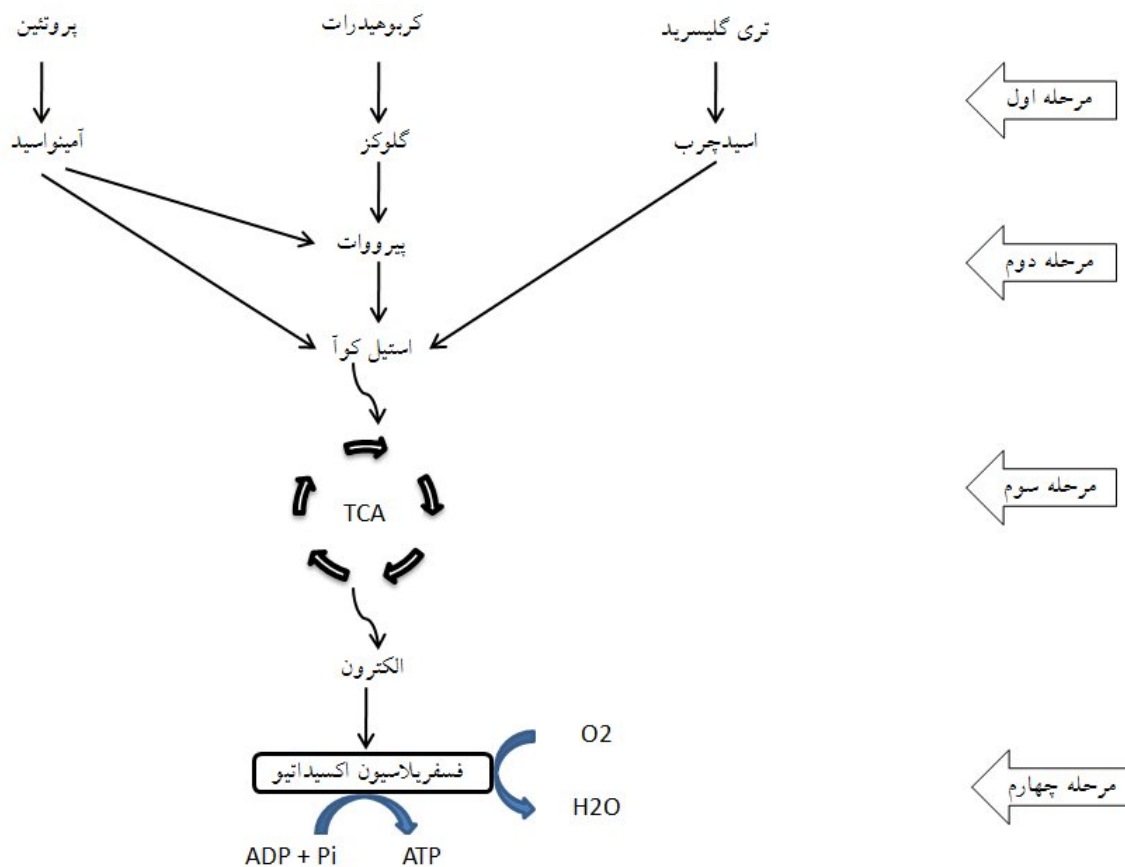 تری گلیسرید
کربوهیدرات
پروتئین
مرحله اول
اسیدچرب
گلوکز
آمینواسید
پیرووات
مرحله دوم
استیل کوآ
مرحله سوم
TCA
الکترون
O2
فسفریلاسیون اکسیداتیو
مرحله چهارم
H2O
ADP + Pi
ATP